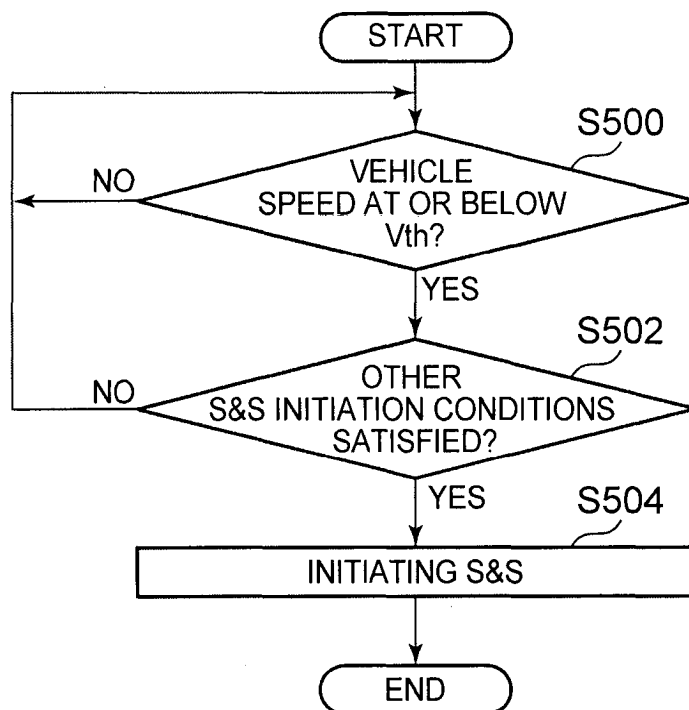 START
S500
VEHICLE
SPEED AT OR BELOW
Vth?
NO
YES
S502
OTHER
S&S INITIATION CONDITIONS
SATISFIED?
NO
YES
S504
INITIATING S&S
END